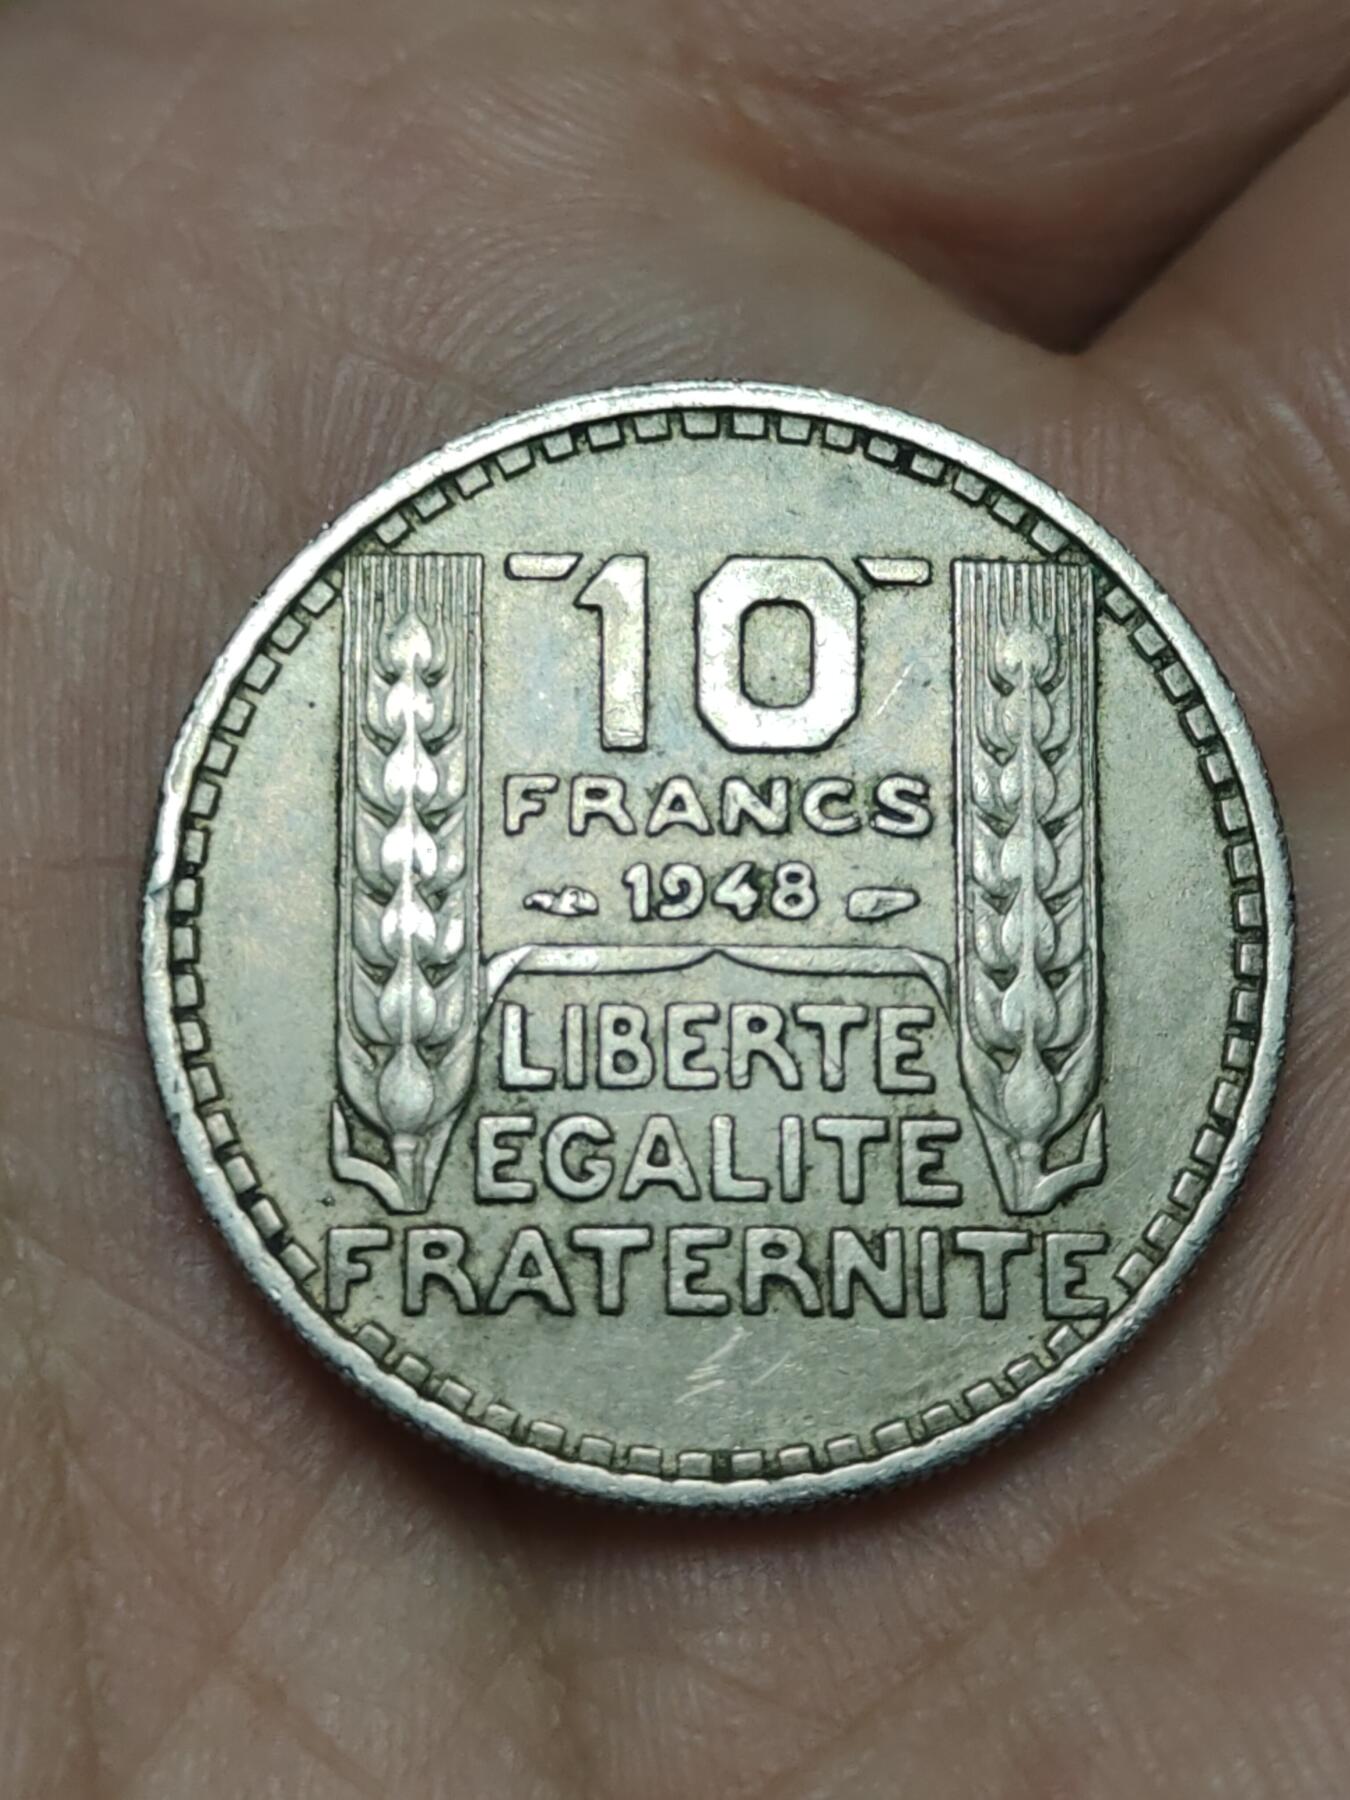 10
FRANCS
1948
LIBERTE
EGALITE
FRATERNITE